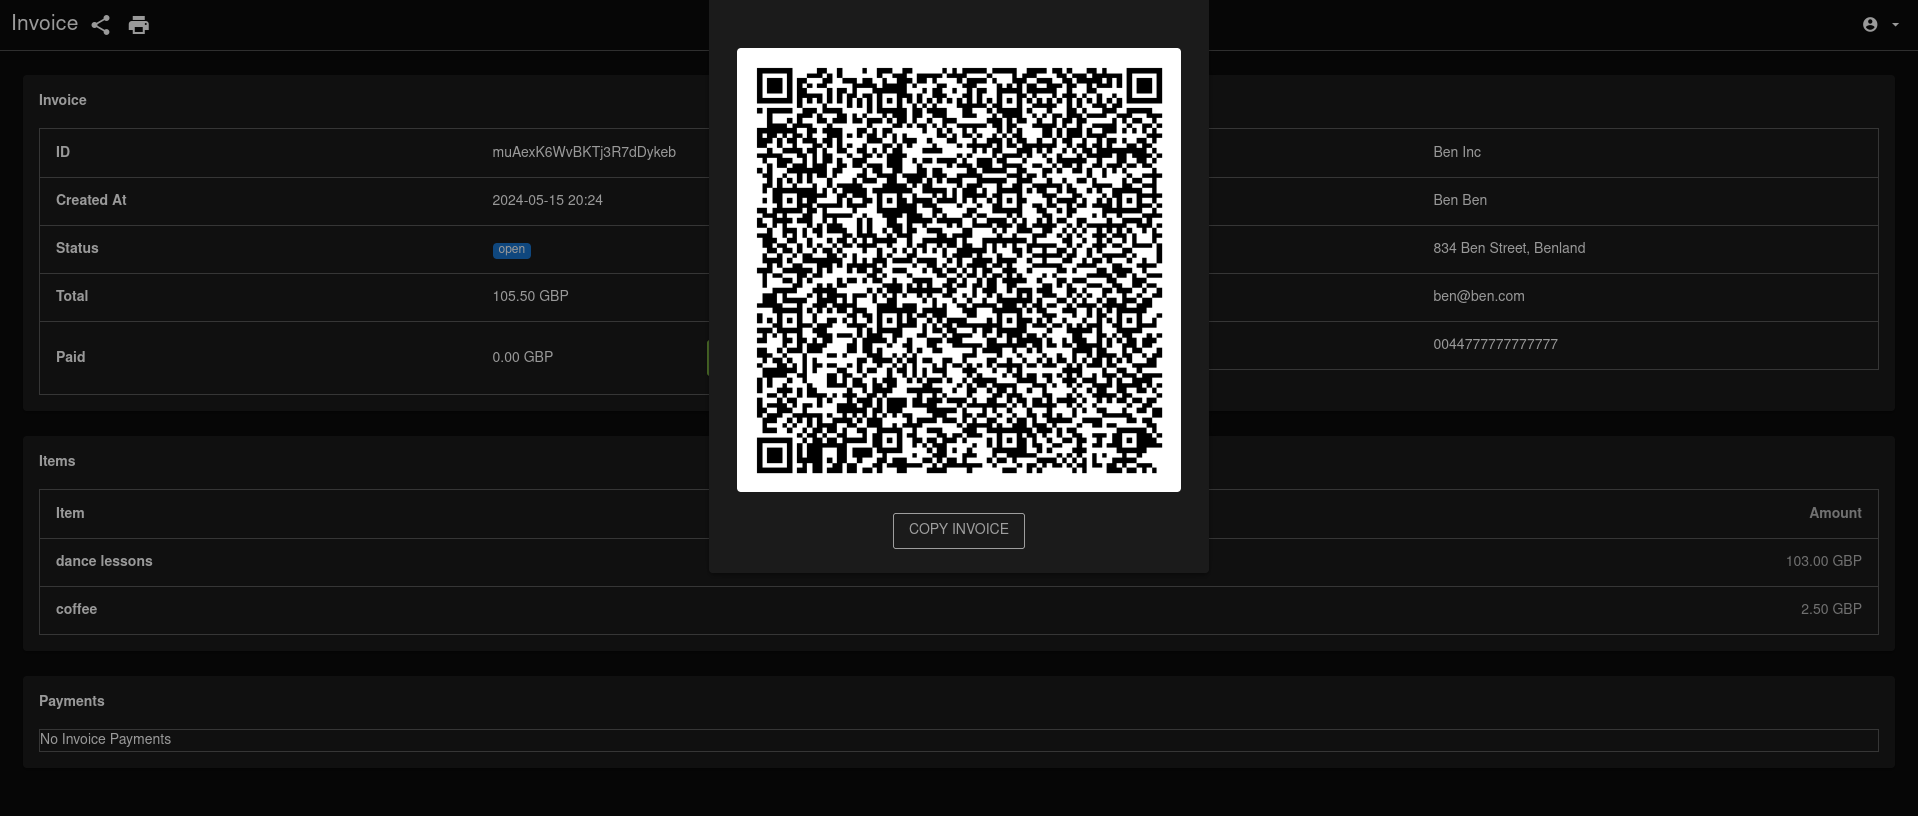 Invoice
Invoice
ID muAexK6WvBKTj3R7dDykeb Ben Inc
Created At 2024-05-15 20:24 Ben Ben
Status open 834 Ben Street, Benland
Total 105.50 GBP ben@ben.com
Paid 0.00 GBP 0044777777777777
COPY INVOICE
Items
Item Amount
dance lessons 103.00 GBP
coffee 2.50 GBP
Payments
No Invoice Payments